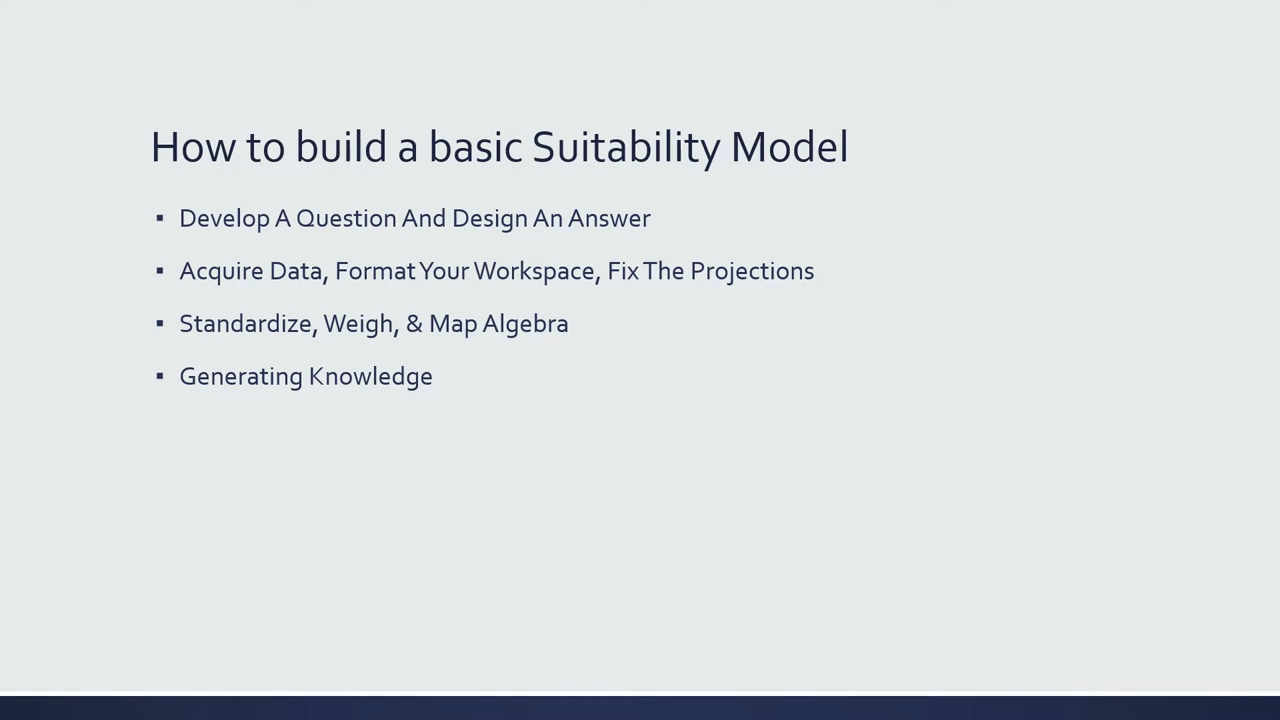 How to build a basic Suitability Model
▪ Develop A Question And Design An Answer
▪ Acquire Data, Format Your Workspace, Fix The Projections
▪ Standardize, Weigh, & Map Algebra
▪ Generating Knowledge